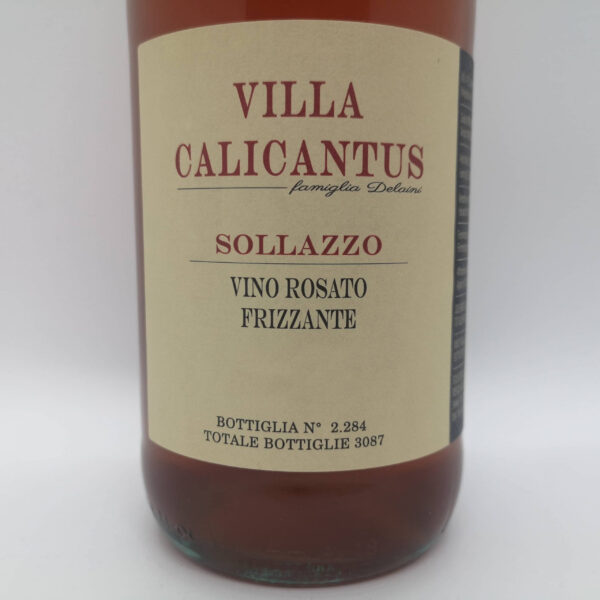 VILLA
CALICANTUS
famiglia Delaini
SOLLAZZO
VINO ROSATO
FRIZZANTE
BOTTIGLIA N° 2.284
TOTALE BOTTIGLIE 3087